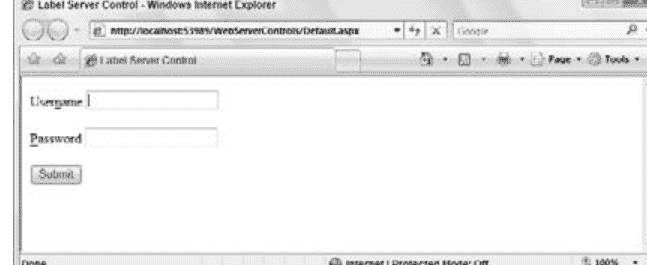 Label Server Control - Windows Internet Explorer
http://localhost:53989/WebServerControls/Default.aspx
Google
Label Server Control
Page
Tools
Username
Password
Submit
Done
Internet | Protected Mode: Off
100%